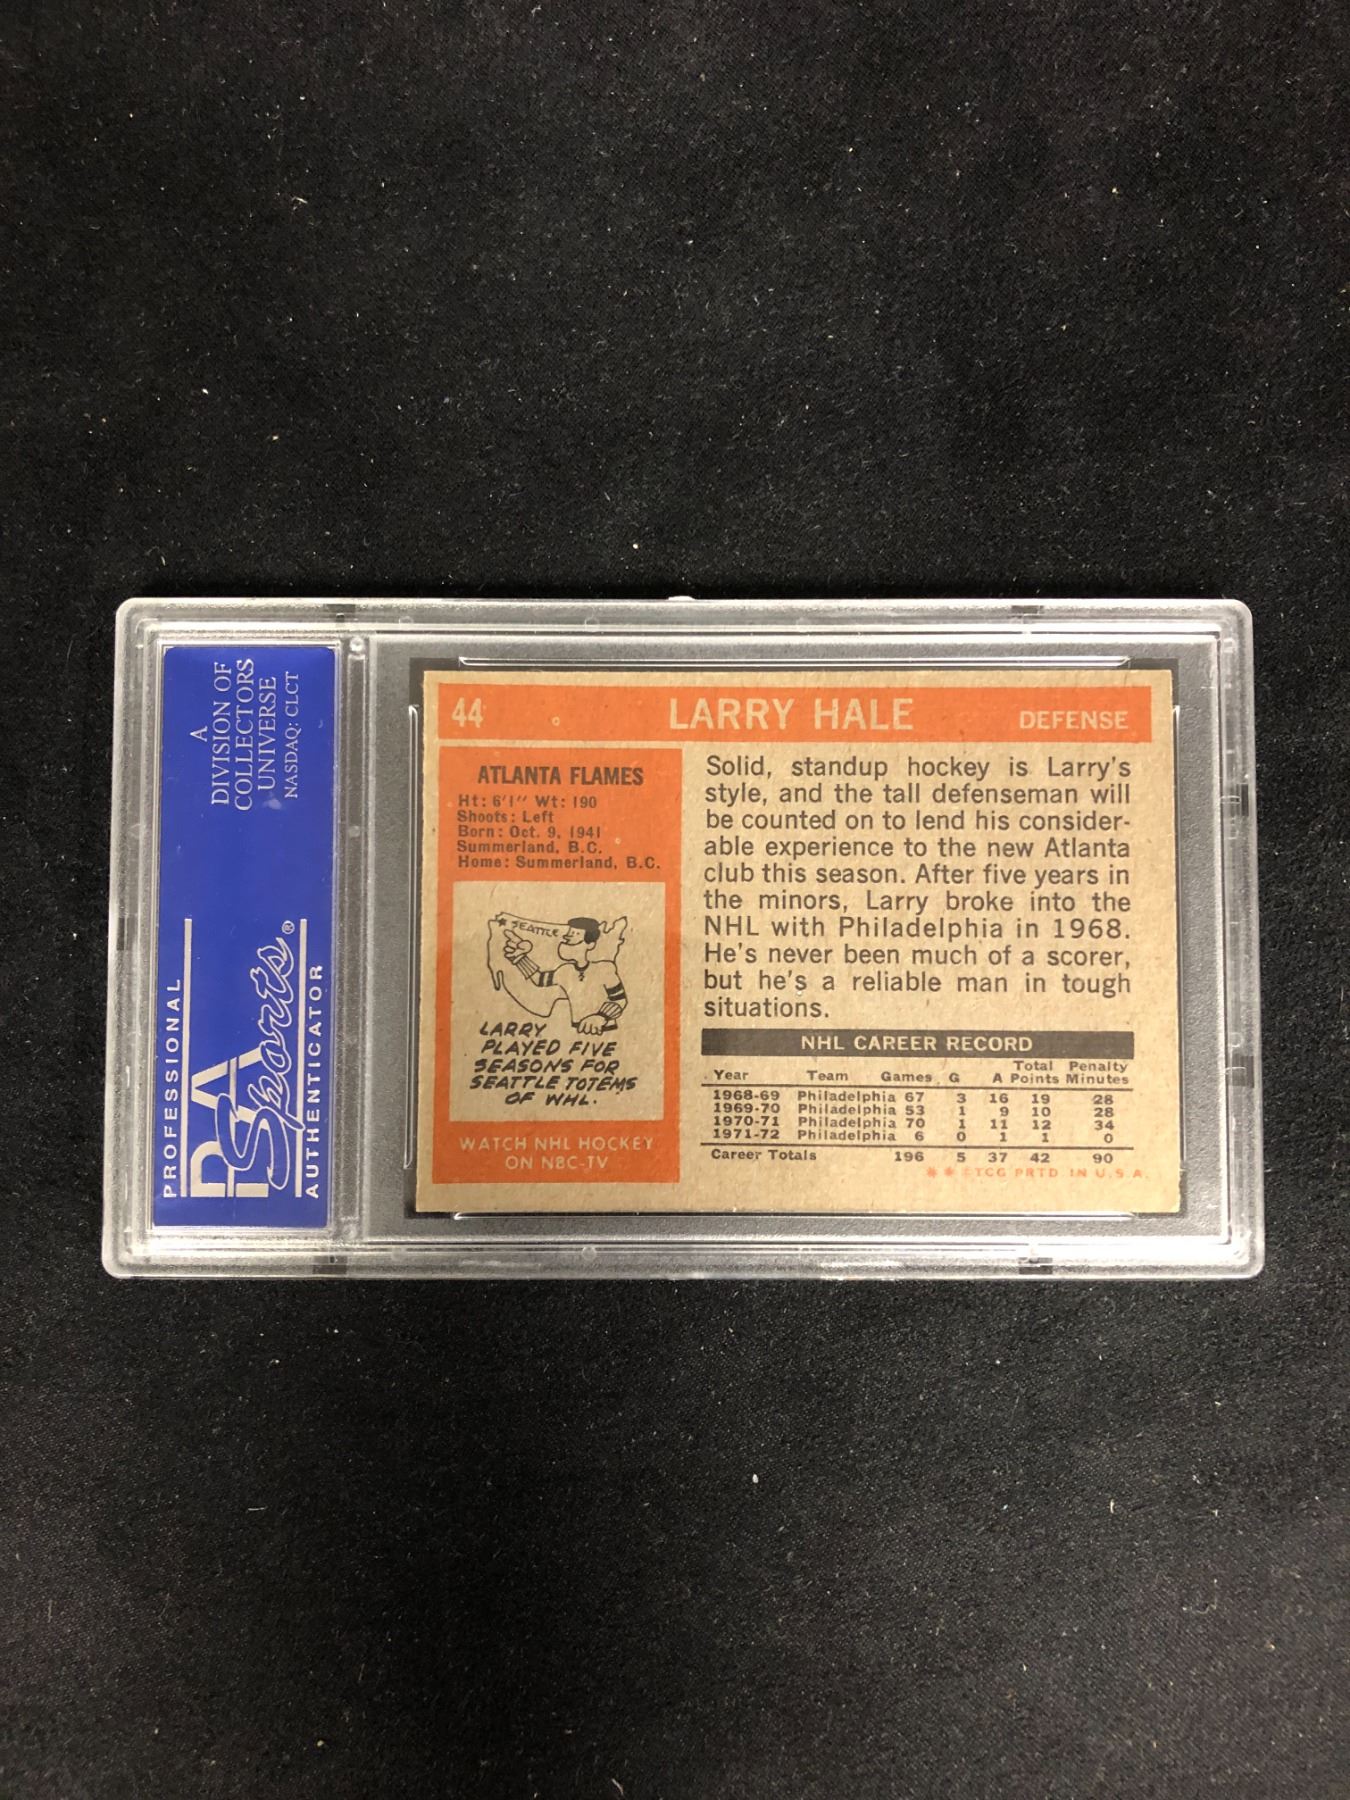 A
DIVISION OF
COLLECTORS
UNIVERSE
NASDAQ: CLCT
PROFESSIONAL
PSA
Sports®
AUTHENTICATOR
44 LARRY HALE DEFENSE
ATLANTA FLAMES
Ht: 6'1" Wt: 190
Shoots: Left
Born: Oct. 9, 1941
Summerland, B.C.
Home: Summerland, B.C.
SEATTLE
LARRY
PLAYED FIVE
SEASONS FOR
SEATTLE TOTEMS
OF WHL.
WATCH NHL HOCKEY
ON NBC-TV
Solid, standup hockey is Larry's
style, and the tall defenseman will
be counted on to lend his consider-
able experience to the new Atlanta
club this season. After five years in
the minors, Larry broke into the
NHL with Philadelphia in 1968.
He's never been much of a scorer,
but he's a reliable man in tough
situations.
NHL CAREER RECORD
Year Team Games G A Total Points Penalty Minutes
1968-69 Philadelphia 67 3 16 19 28
1969-70 Philadelphia 53 1 9 10 28
1970-71 Philadelphia 70 1 11 12 34
1971-72 Philadelphia 6 0 1 1 0
Career Totals 196 5 37 42 90
* * ©TCG PRTD IN U.S.A.